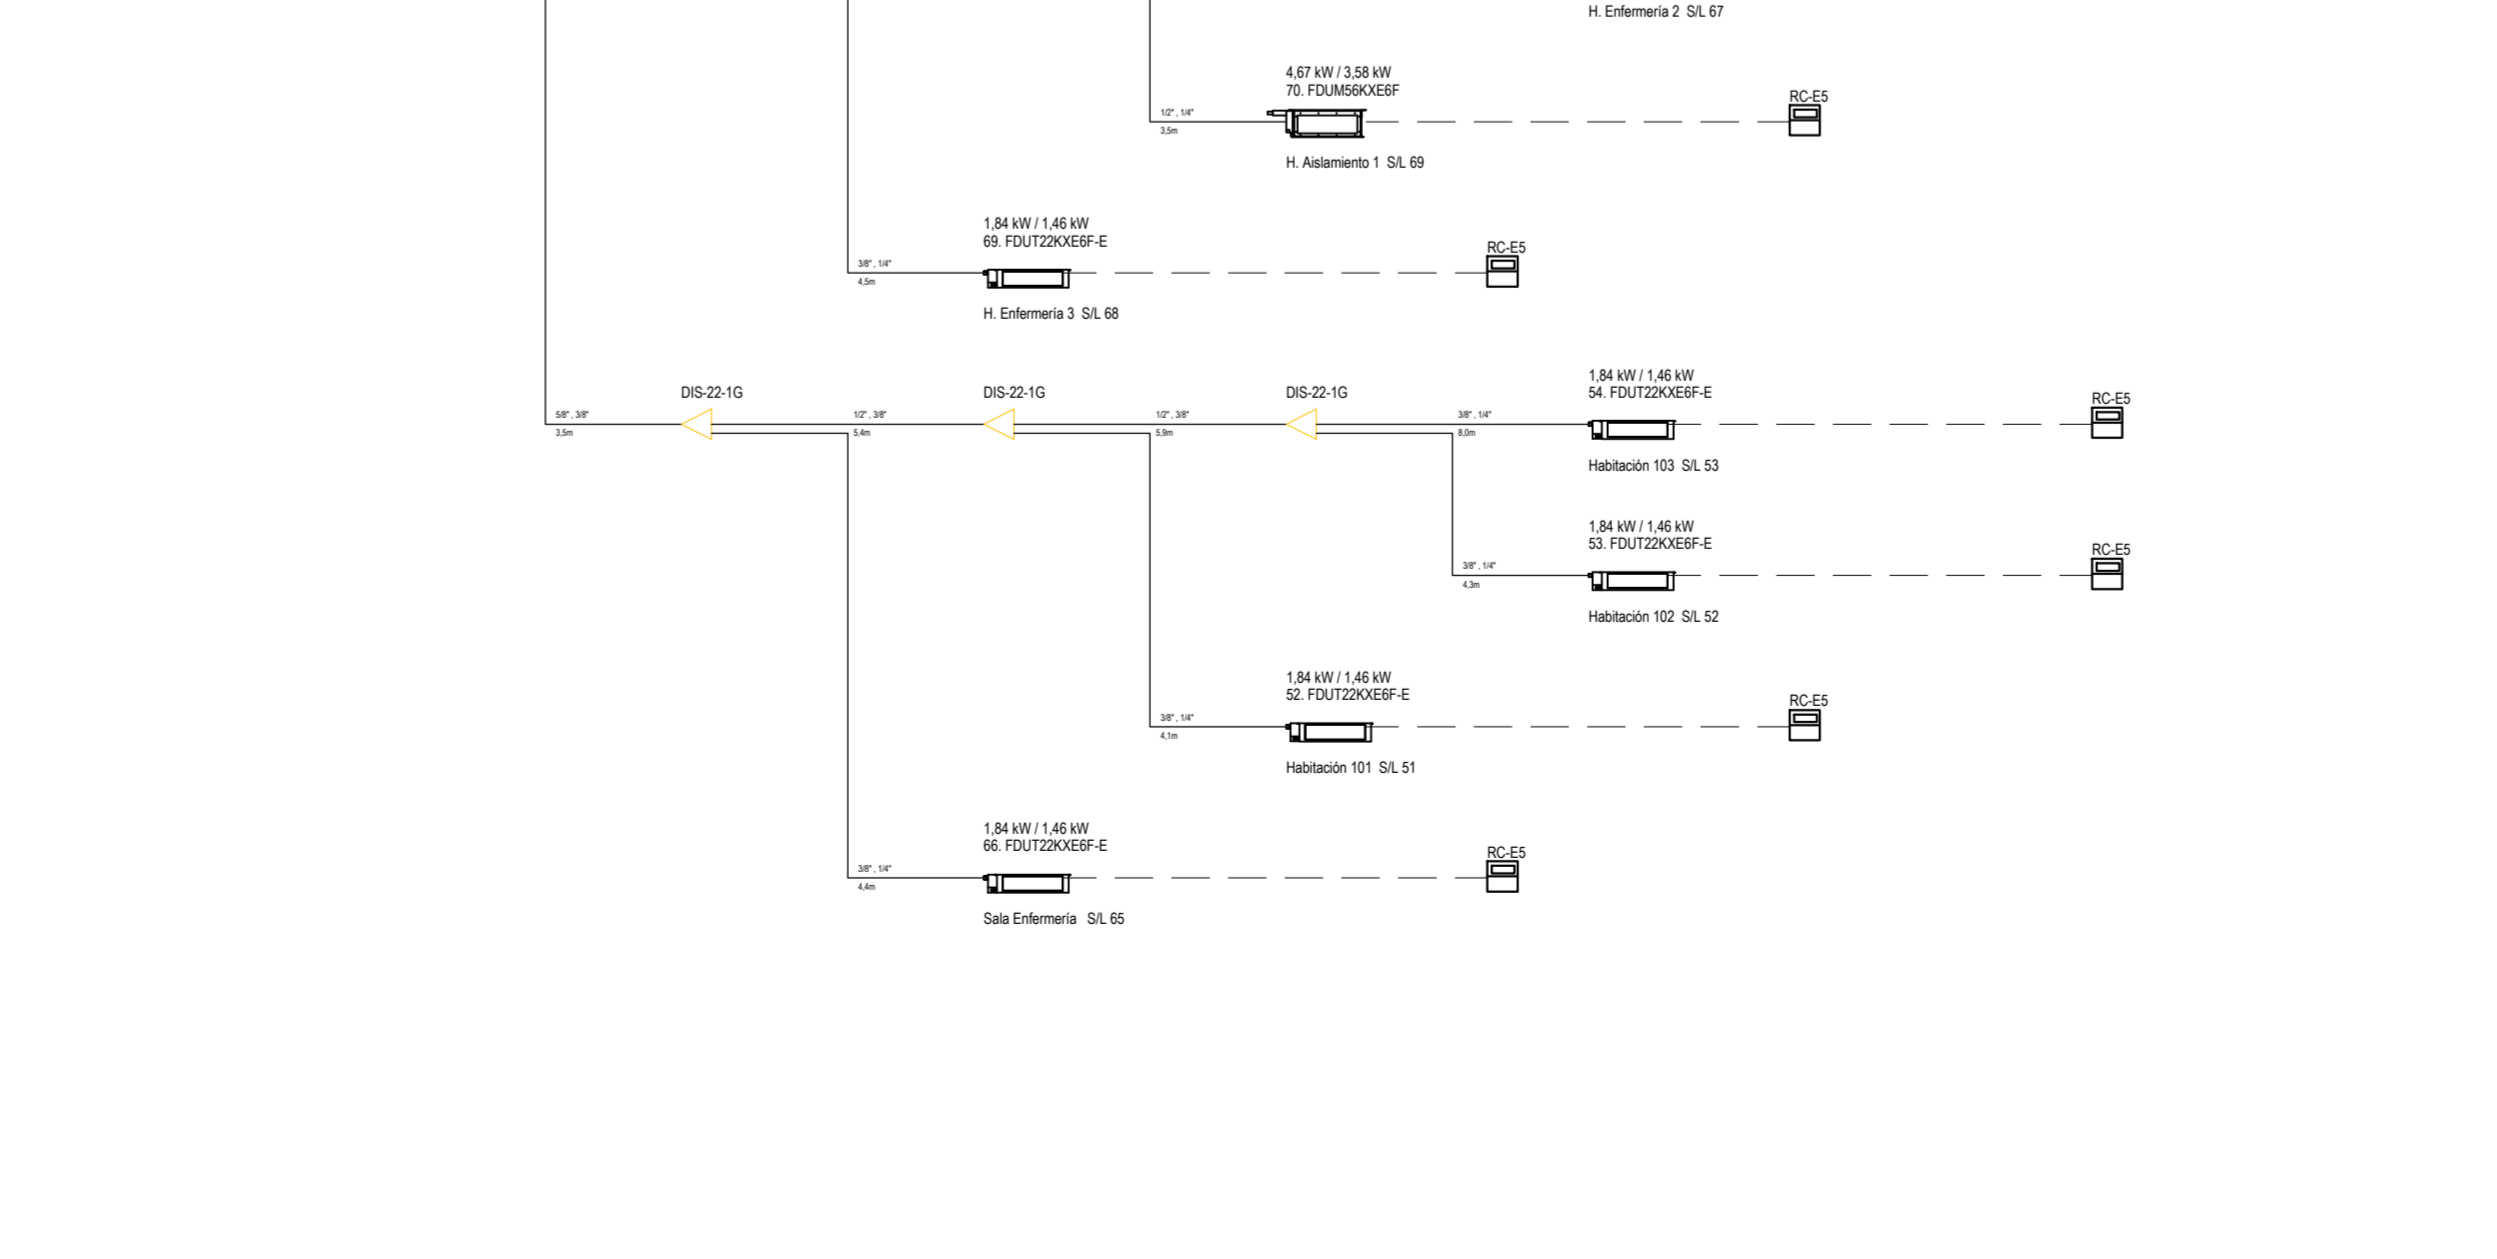 H. Enfermería 2 S/L 67
4,67 kW / 3,58 kW
70. FDUM56KXE6F
RC-E5
1/2" , 1/4"
3,5m
H. Aislamiento 1 S/L 69
1,84 kW / 1,46 kW
69. FDUT22KXE6F-E
RC-E5
3/8" , 1/4"
4,5m
H. Enfermería 3 S/L 68
1,84 kW / 1,46 kW
DIS-22-1G
DIS-22-1G
DIS-22-1G
54. FDUT22KXE6F-E
RC-E5
5/8" , 3/8"
1/2" , 3/8"
1/2" , 3/8"
3/8" , 1/4"
3,5m
5,4m
5,9m
8,0m
Habitación 103 S/L 53
1,84 kW / 1,46 kW
53. FDUT22KXE6F-E
RC-E5
3/8" , 1/4"
4,3m
Habitación 102 S/L 52
1,84 kW / 1,46 kW
52. FDUT22KXE6F-E
RC-E5
3/8" , 1/4"
4,1m
Habitación 101 S/L 51
1,84 kW / 1,46 kW
66. FDUT22KXE6F-E
RC-E5
3/8" , 1/4"
4,4m
Sala Enfermería S/L 65